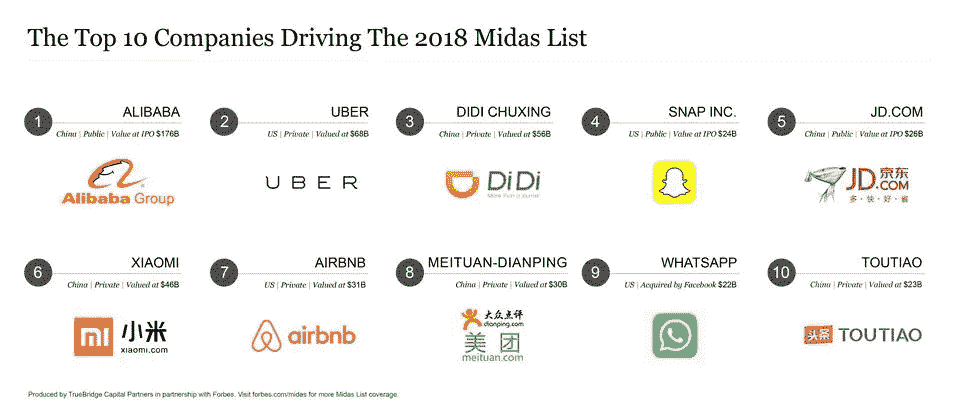 The Top 10 Companies Driving The 2018 Midas List
1
ALIBABA
China | Public | Value at IPO $176B
Alibaba Group
2
UBER
US | Private | Valued at $68B
UBER
3
DIDI CHUXING
China | Private | Valued at $56B
DiDi
More than a journey
4
SNAP INC.
US | Public | Value at IPO $24B
5
JD.COM
China | Public | Value at IPO $26B
JD 京东
.COM
多·快·好·省
6
XIAOMI
China | Private | Valued at $46B
mi 小米
xiaomi.com
7
AIRBNB
US | Private | Valued at $31B
airbnb
8
MEITUAN-DIANPING
China | Private | Valued at $30B
大众点评
dianping.com
美团
meituan.com
9
WHATSAPP
US | Acquired by Facebook $22B
10
TOUTIAO
China | Private | Valued at $23B
头条 TOUTIAO
Produced by TrueBridge Capital Partners in partnership with Forbes. Visit forbes.com/midas for more Midas List coverage.